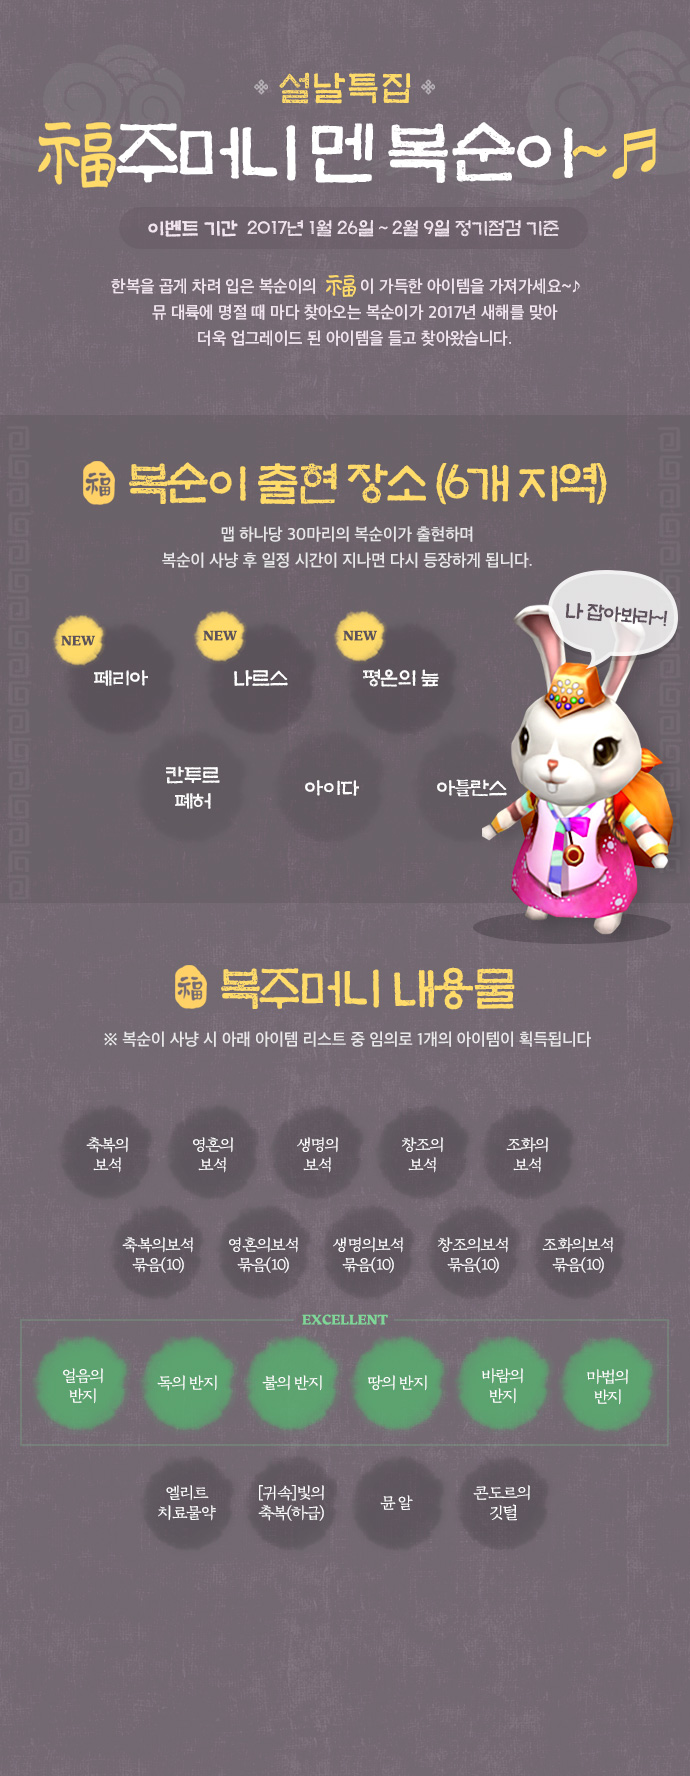 설날특집
福주머니 멘 복순이~♬
이벤트 기간 2017년 1월 26일 ~ 2월 9일 정기점검 기준
한복을 곱게 차려 입은 복순이의 福이 가득한 아이템을 가져가세요~♪
뮤 대륙에 명절 때 마다 찾아오는 복순이가 2017년 새해를 맞아
더욱 업그레이드 된 아이템을 들고 찾아왔습니다.
福 복순이 출현 장소 (6개 지역)
맵 하나당 30마리의 복순이가 출현하며
복순이 사냥 후 일정 시간이 지나면 다시 등장하게 됩니다.
나 잡아봐라~!
NEW
페리아
NEW
나르스
NEW
평온의 늪
칸투르
폐허
아이다
아틀란스
福 복주머니 내용물
※ 복순이 사냥 시 아래 아이템 리스트 중 임의로 1개의 아이템이 획득됩니다
축복의
보석
영혼의
보석
생명의
보석
창조의
보석
조화의
보석
축복의보석
묶음(10)
영혼의보석
묶음(10)
생명의보석
묶음(10)
창조의보석
묶음(10)
조화의보석
묶음(10)
EXCELLENT
얼음의
반지
독의 반지
불의 반지
땅의 반지
바람의
반지
마법의
반지
엘리트
치료물약
[귀속]빛의
축복(하급)
뮨 알
콘도르의
깃털